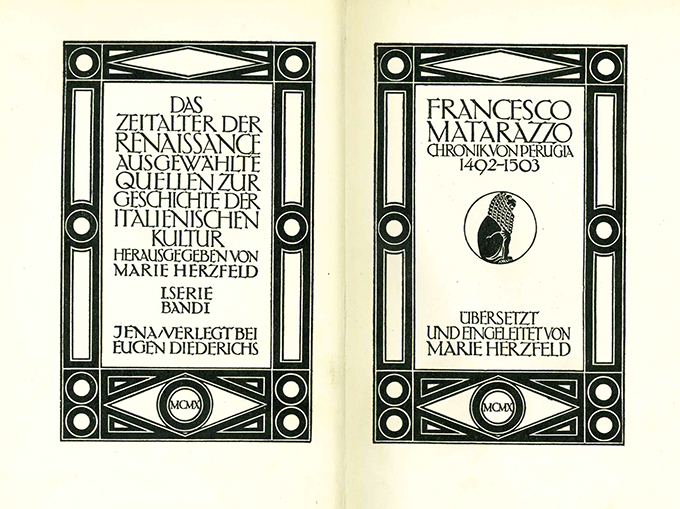 DAS
ZEITALTER DER
RENAISSANCE
AUSGEWÄHLTE
QUELLEN ZUR
GESCHICHTE DER
ITALIENISCHEN
KULTUR
HERAUSGEGEBEN VON
MARIE HERZFELD
I. SERIE
BAND I
JENA/VERLEGT BEI
EUGEN DIEDERICHS
MCMX
FRANCESCO
MATARAZZO
CHRONIK VON PERUGIA
1492-1503
ÜBERSETZT
UND EINGELEITET VON
MARIE HERZFELD
MCMX